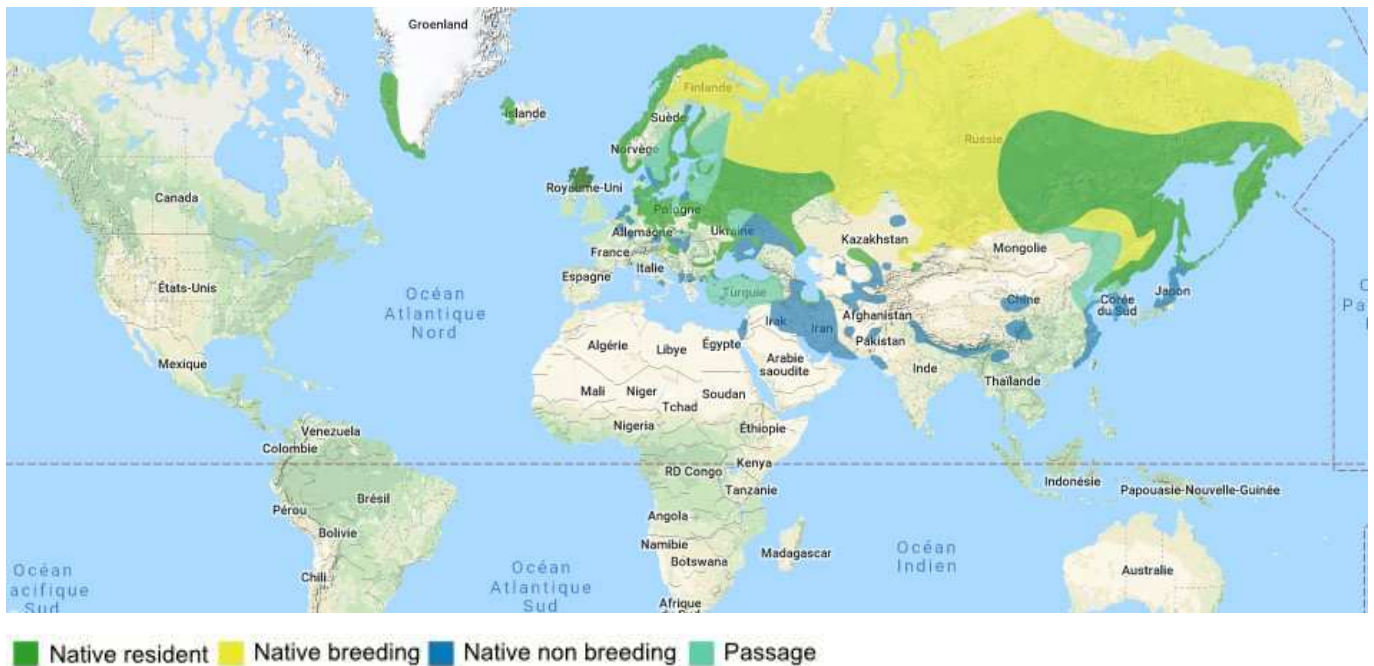 Groenland
Islande
Finlande
Suède
Norvège
Russie
Royaume-Uni
Canada
Pologne
Allemagne
Ukraine
Kazakhstan
Mongolie
France
Italie
Espagne
États-Unis
Océan
Atlantique
Nord
Turquie
Chine
Corée
du Sud
Japon
Irak
Iran
Afghanistan
Pakistan
Algérie
Libye
Égypte
Arabie
saoudite
Inde
Mexique
Mali
Niger
Tchad
Soudan
Thaïlande
Nigeria
Éthiopie
Venezuela
Colombie
RD Congo
Kenya
Tanzanie
Indonésie
Papouasie-Nouvelle-Guinée
Brésil
Pérou
Bolivie
Angola
Namibie
Botswana
Madagascar
Océan
Indien
Australie
Océan
acifique
Sud
Chili
Océan
Atlantique
Sud
Afrique
Native resident Native breeding Native non breeding Passage